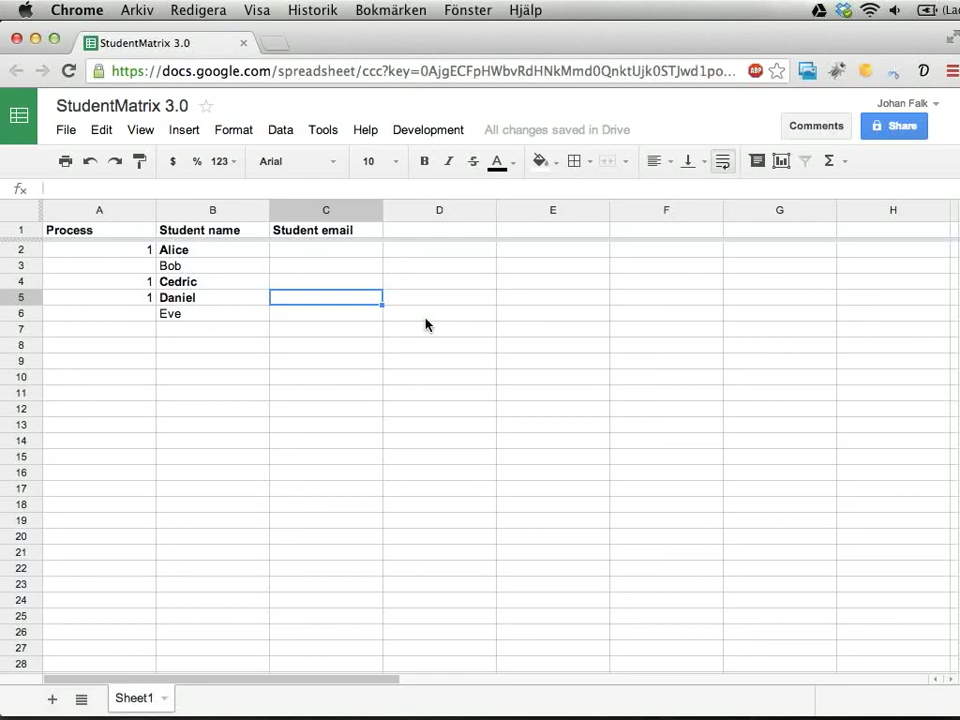 Chrome Arkiv Redigera Visa Historik Bokmärken Fönster Hjälp
StudentMatrix 3.0
https://docs.google.com/spreadsheet/ccc?key=0AjgECFpHWbvRdHNkMmd0QnktUjk0STJwd1po...
StudentMatrix 3.0
Johan Falk
File Edit View Insert Format Data Tools Help Development All changes saved in Drive
Comments Share
$ % 123 Arial 10 B I S A Σ
fx
A B C D E F G H
1 Process Student name Student email
2 1 Alice
3 Bob
4 1 Cedric
5 1 Daniel
6 Eve
7
8
9
10
11
12
13
14
15
16
17
18
19
20
21
22
23
24
25
26
27
28
+ Sheet1